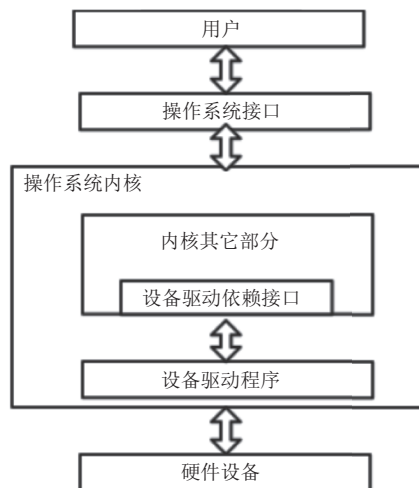 用户
操作系统接口
操作系统内核
内核其它部分
设备驱动依赖接口
设备驱动程序
硬件设备